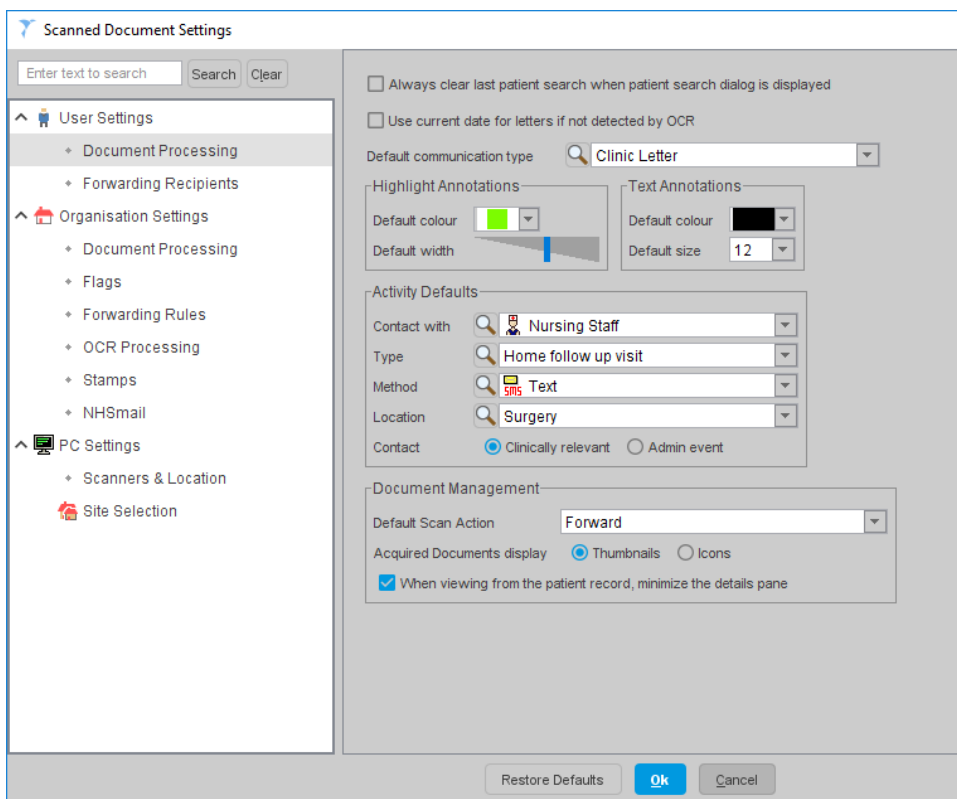 Scanned Document Settings
Enter text to search Search Clear
User Settings
Document Processing
Forwarding Recipients
Organisation Settings
Document Processing
Flags
Forwarding Rules
OCR Processing
Stamps
NHSmail
PC Settings
Scanners & Location
Site Selection
Always clear last patient search when patient search dialog is displayed
Use current date for letters if not detected by OCR
Default communication type Clinic Letter
Highlight Annotations
Default colour
Default width
Text Annotations
Default colour
Default size 12
Activity Defaults
Contact with Nursing Staff
Type Home follow up visit
Method SMS Text
Location Surgery
Contact Clinically relevant Admin event
Document Management
Default Scan Action Forward
Acquired Documents display Thumbnails Icons
When viewing from the patient record, minimize the details pane
Restore Defaults Ok Cancel